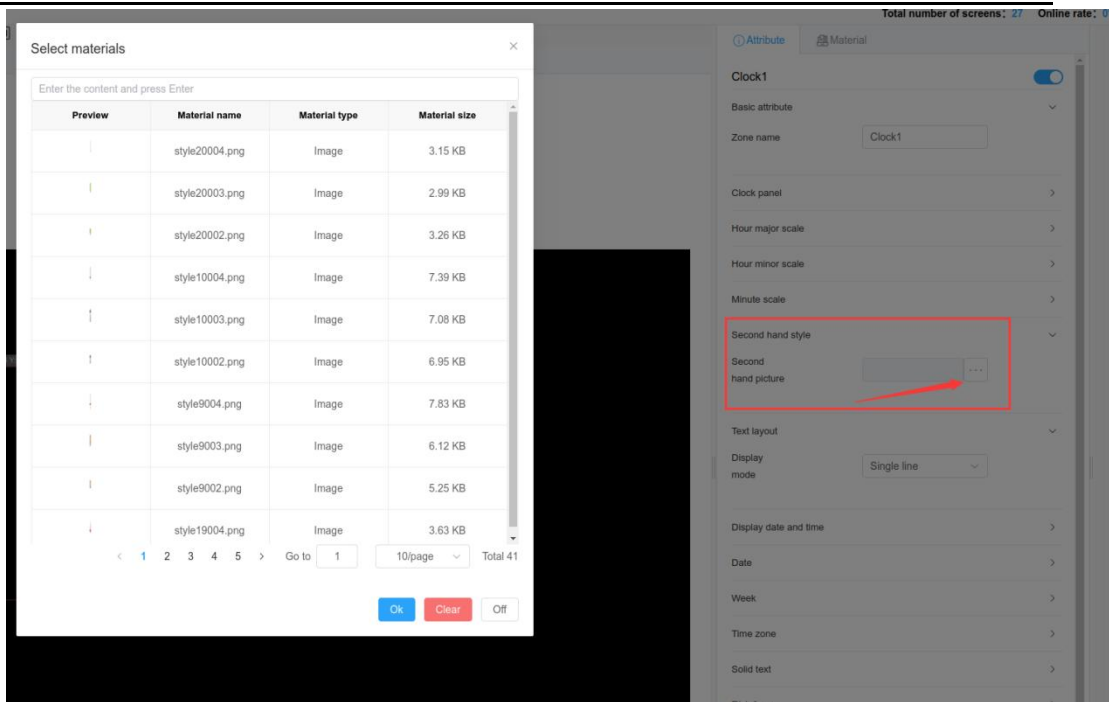 Total number of screens: 27 Online rate: 0
Select materials
Enter the content and press Enter
Preview Material name Material type Material size
style20004.png Image 3.15 KB
style20003.png Image 2.99 KB
style20002.png Image 3.26 KB
style10004.png Image 7.39 KB
style10003.png Image 7.08 KB
style10002.png Image 6.95 KB
style9004.png Image 7.83 KB
style9003.png Image 6.12 KB
style9002.png Image 5.25 KB
style19004.png Image 3.63 KB
< 1 2 3 4 5 > Go to 1 10/page Total 41
Ok Clear Off
Attribute Material
Clock1
Basic attribute
Zone name Clock1
Clock panel
Hour major scale
Hour minor scale
Minute scale
Second hand style
Second
hand picture ...
Text layout
Display
mode Single line
Display date and time
Date
Week
Time zone
Solid text